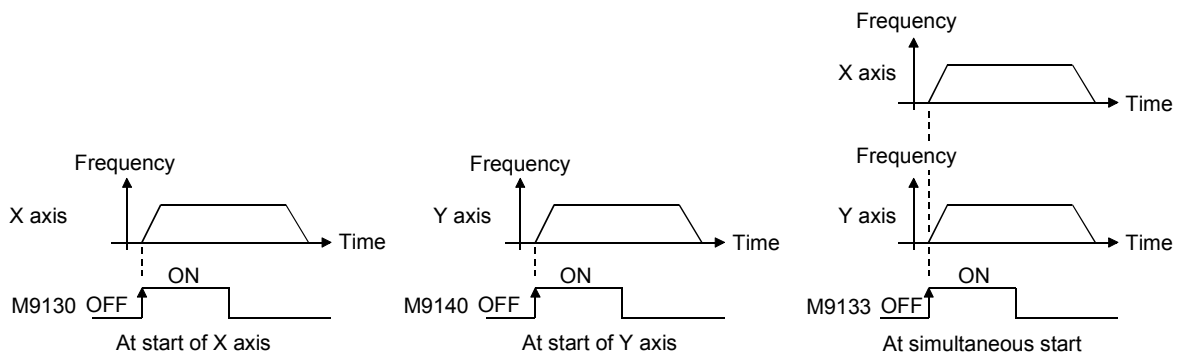 Frequency
X axis
Time
ON
M9130 OFF
At start of X axis
Frequency
Y axis
Time
ON
M9140 OFF
At start of Y axis
Frequency
X axis
Time
Frequency
Y axis
Time
ON
M9133 OFF
At simultaneous start